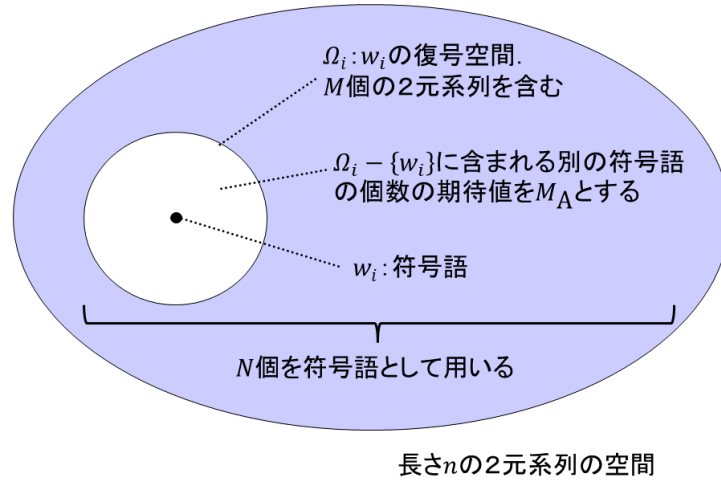 Ω_i:w_iの復号空間.
M個の2元系列を含む
Ω_i−{w_i}に含まれる別の符号語
の個数の期待値をM_Aとする
w_i:符号語
N個を符号語として用いる
長さnの2元系列の空間